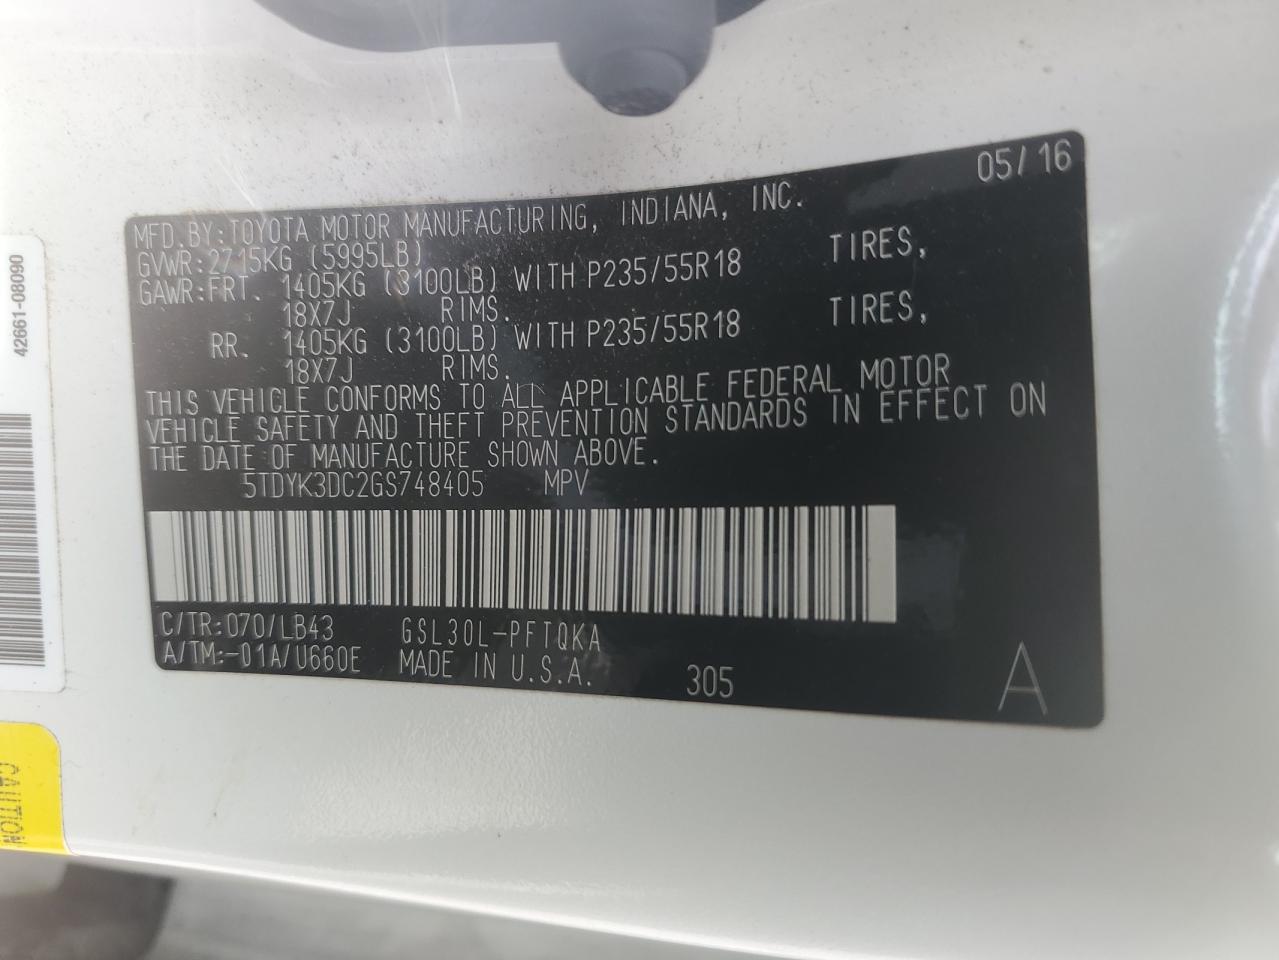 05/16
MFD.BY:TOYOTA MOTOR MANUFACTURING, INDIANA, INC.
GVWR:2715KG (5995LB)
GAWR:FRT. 1405KG (3100LB) WITH P235/55R18 TIRES,
18X7J RIMS.
RR. 1405KG (3100LB) WITH P235/55R18 TIRES,
18X7J RIMS.
THIS VEHICLE CONFORMS TO ALL APPLICABLE FEDERAL MOTOR
VEHICLE SAFETY AND THEFT PREVENTION STANDARDS IN EFFECT ON
THE DATE OF MANUFACTURE SHOWN ABOVE.
5TDYK3DC2GS748405 MPV
C/TR:070/LB43 GSL30L-PFTQKA
A/TM:-01A/U660E MADE IN U.S.A. 305 A
42661-08090
CAUTION